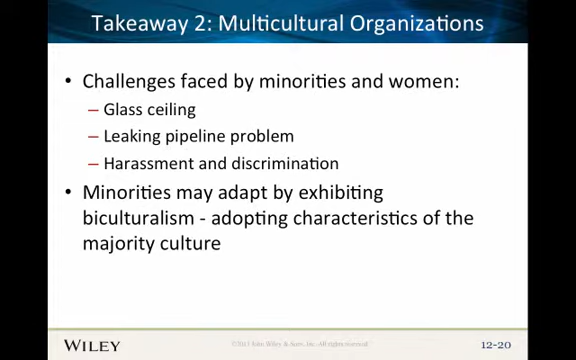 Takeaway 2: Multicultural Organizations
• Challenges faced by minorities and women:
– Glass ceiling
– Leaking pipeline problem
– Harassment and discrimination
• Minorities may adapt by exhibiting
biculturalism - adopting characteristics of the
majority culture
WILEY
©2013 John Wiley & Sons, Inc. All rights reserved.
12-20